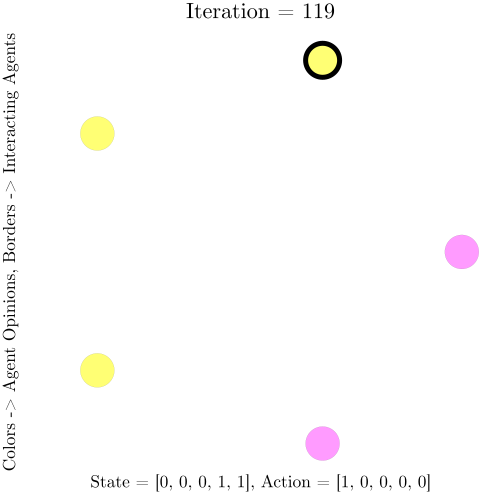 Iteration = 119
Colors -> Agent Opinions, Borders -> Interacting Agents
State = [0, 0, 0, 1, 1], Action = [1, 0, 0, 0, 0]